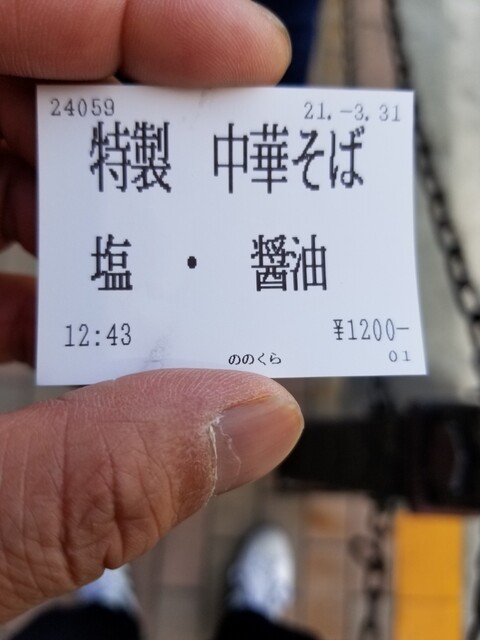 24059 21.-3.31
特製 中華そば
塩 ・ 醤油
12:43 ¥1200-
ののくら 01